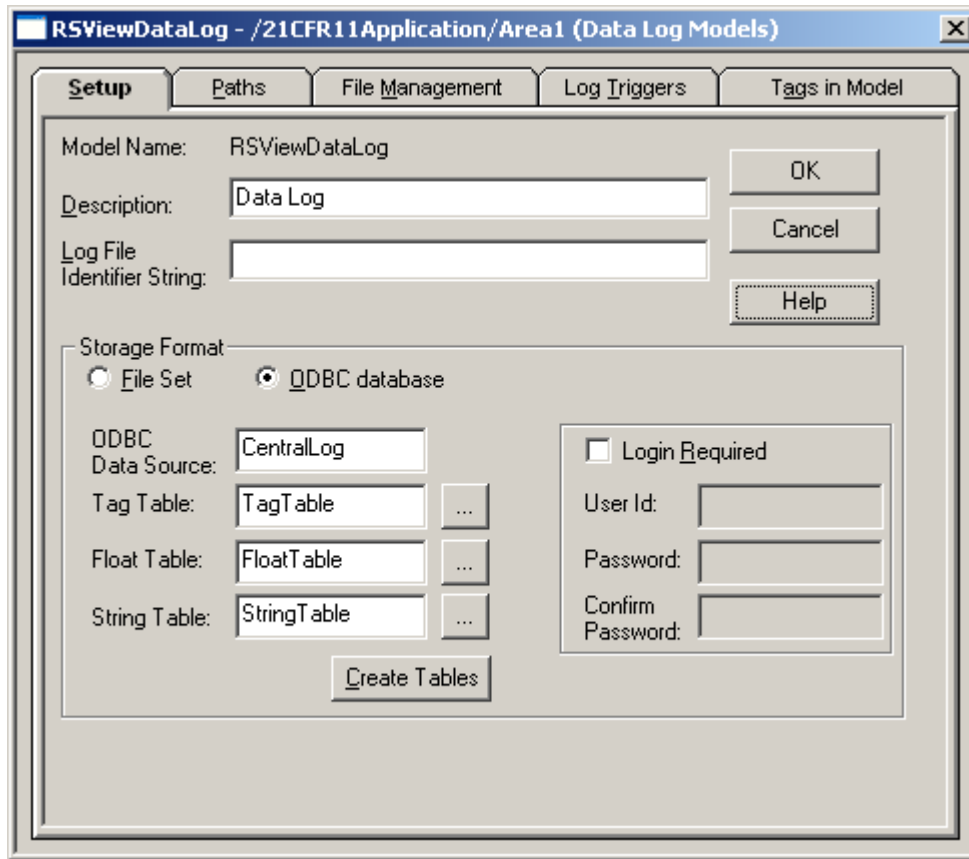 RSViewDataLog - /21CFR11Application/Area1 (Data Log Models)
Setup Paths File Management Log Triggers Tags in Model
Model Name: RSViewDataLog
OK
Description: Data Log
Cancel
Log File
Identifier String:
Help
Storage Format
File Set ODBC database
ODBC
Data Source: CentralLog
Login Required
Tag Table: TagTable ...
User Id:
Float Table: FloatTable ...
Password:
String Table: StringTable ...
Confirm
Password:
Create Tables